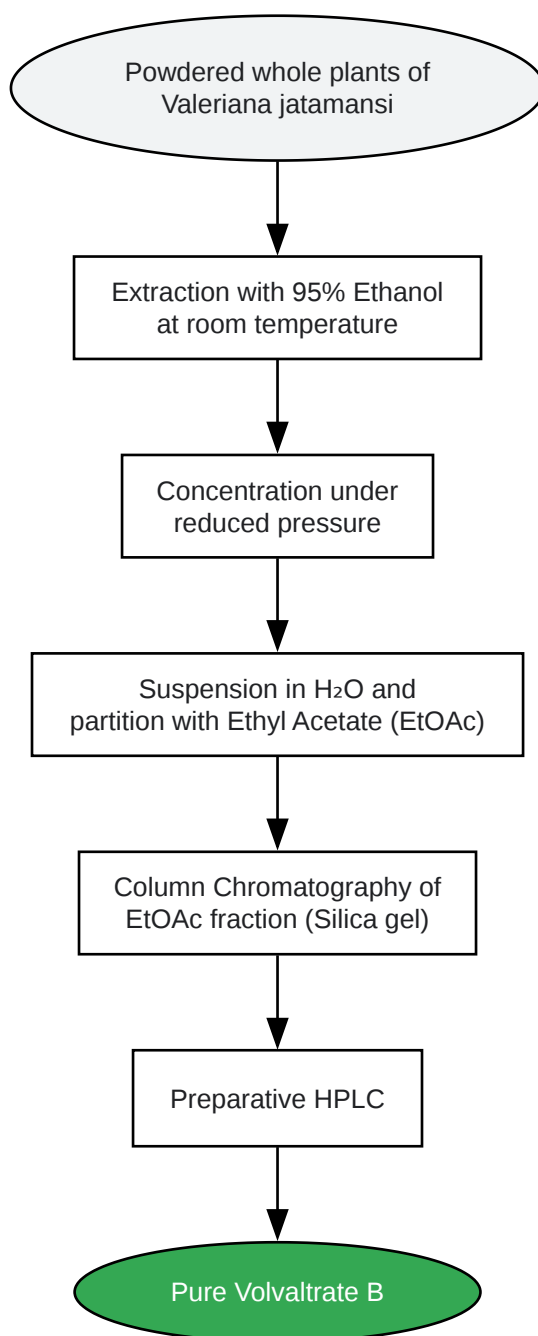 Powdered whole plants of
Valeriana jatamansi
Extraction with 95% Ethanol
at room temperature
Concentration under
reduced pressure
Suspension in H₂O and
partition with Ethyl Acetate (EtOAc)
Column Chromatography of
EtOAc fraction (Silica gel)
Preparative HPLC
Pure Volvaltrate B